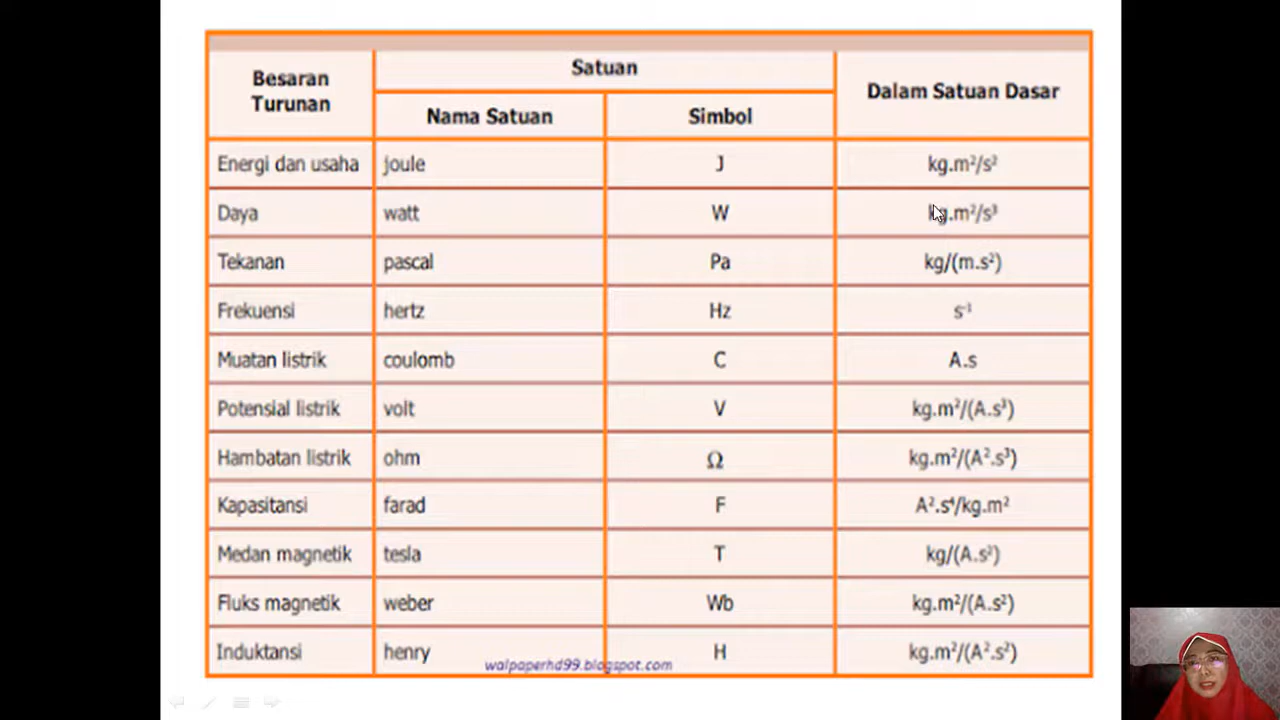 Besaran Turunan
Satuan
Dalam Satuan Dasar
Nama Satuan
Simbol
Energi dan usaha joule J kg.m²/s²
Daya watt W kg.m²/s³
Tekanan pascal Pa kg/(m.s²)
Frekuensi hertz Hz s⁻¹
Muatan listrik coulomb C A.s
Potensial listrik volt V kg.m²/(A.s³)
Hambatan listrik ohm Ω kg.m²/(A².s³)
Kapasitansi farad F A².s⁴/kg.m²
Medan magnetik tesla T kg/(A.s²)
Fluks magnetik weber Wb kg.m²/(A.s²)
Induktansi henry H kg.m²/(A².s²)
walpaperhd99.blogspot.com